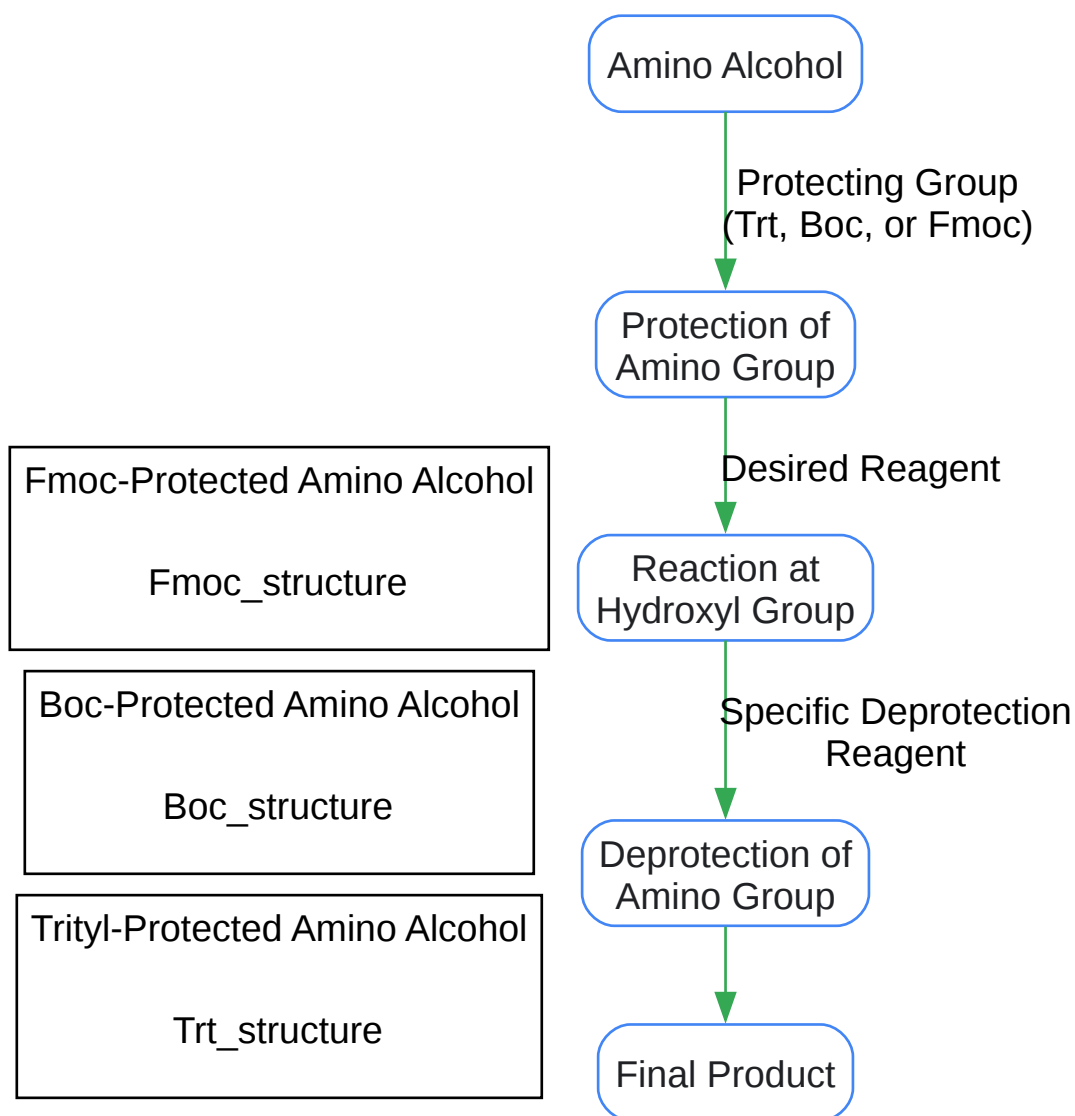 Amino Alcohol
Protecting Group
(Trt, Boc, or Fmoc)
Protection of
Amino Group
Desired Reagent
Reaction at
Hydroxyl Group
Specific Deprotection
Reagent
Deprotection of
Amino Group
Final Product
Fmoc-Protected Amino Alcohol
Fmoc_structure
Boc-Protected Amino Alcohol
Boc_structure
Trityl-Protected Amino Alcohol
Trt_structure